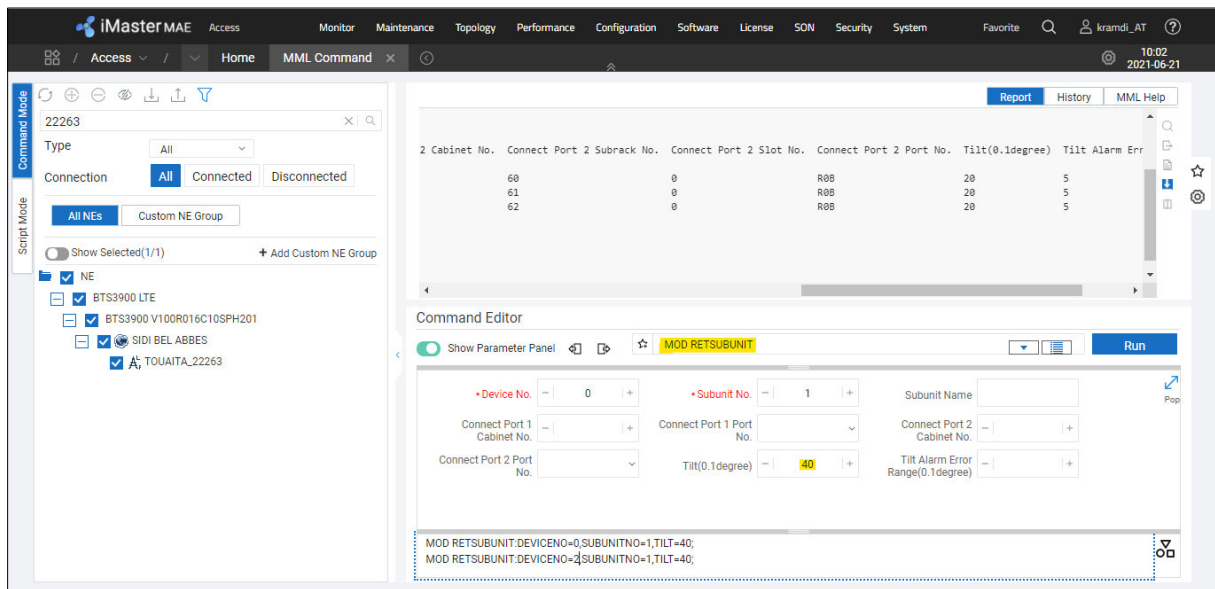 iMaster MAE Access Monitor Maintenance Topology Performance Configuration Software License SON Security System Favorite kramdi_AT
/ Access / Home MML Command × 10:02
2021-06-21
Command Mode
Script Mode
22263
Type All
Connection All Connected Disconnected
All NEs Custom NE Group
Show Selected(1/1) + Add Custom NE Group
NE
BTS3900 LTE
BTS3900 V100R016C10SPH201
SIDI BEL ABBES
TOUAITA_22263
Report History MML Help
2 Cabinet No. Connect Port 2 Subrack No. Connect Port 2 Slot No. Connect Port 2 Port No. Tilt(0.1degree) Tilt Alarm Err
60 0 R0B 20 5
61 0 R0B 20 5
62 0 R0B 20 5
Command Editor
Show Parameter Panel MOD RETSUBUNIT Run
• Device No. − 0 + • Subunit No. − 1 + Subunit Name
Pop
Connect Port 1 Cabinet No. − + Connect Port 1 Port No. Connect Port 2 Cabinet No. − +
Connect Port 2 Port No. Tilt(0.1degree) − 40 + Tilt Alarm Error Range(0.1degree) − +
MOD RETSUBUNIT:DEVICENO=0,SUBUNITNO=1,TILT=40;
MOD RETSUBUNIT:DEVICENO=2,SUBUNITNO=1,TILT=40;